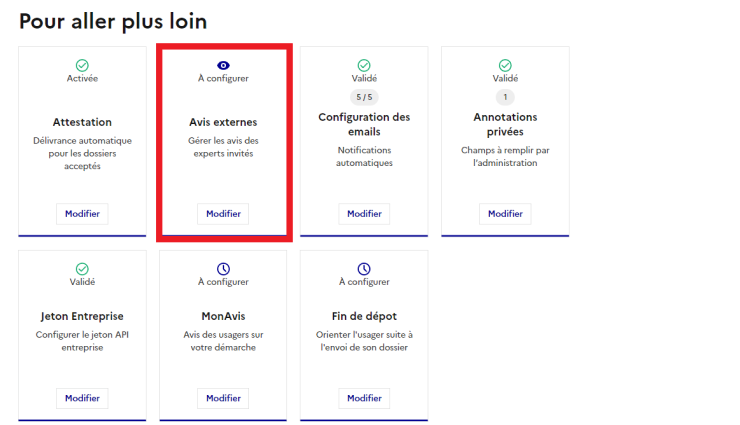 Pour aller plus loin
Activée
Attestation
Délivrance automatique
pour les dossiers
acceptés
Modifier
À configurer
Avis externes
Gérer les avis des
experts invités
Modifier
Validé
5 / 5
Configuration des
emails
Notifications
automatiques
Modifier
Validé
1
Annotations
privées
Champs à remplir par
l’administration
Modifier
Validé
Jeton Entreprise
Configurer le jeton API
entreprise
Modifier
À configurer
MonAvis
Avis des usagers sur
votre démarche
Modifier
À configurer
Fin de dépot
Orienter l’usager suite à
l’envoi de son dossier
Modifier